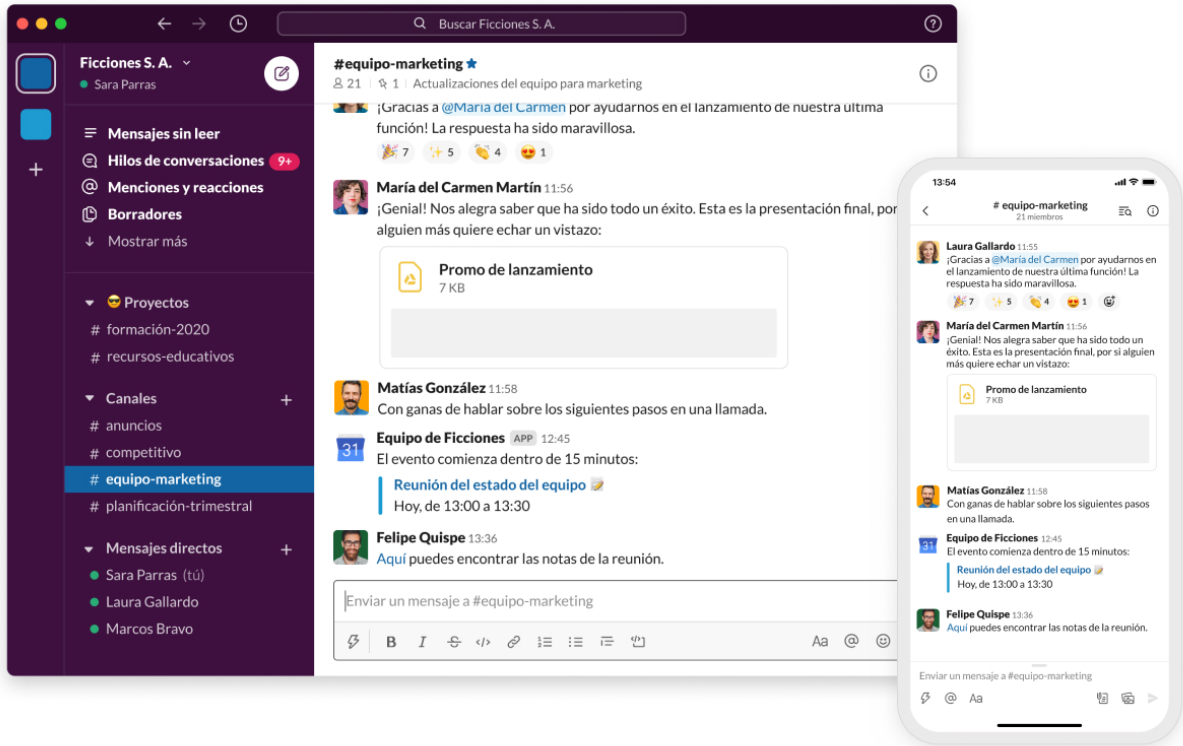 Buscar Ficciones S. A.
Ficciones S. A.
Sara Parras
Mensajes sin leer
Hilos de conversaciones 9+
Menciones y reacciones
Borradores
Mostrar más
Proyectos
# formación-2020
# recursos-educativos
Canales
# anuncios
# competitivo
# equipo-marketing
# planificación-trimestral
Mensajes directos
Sara Parras (tú)
Laura Gallardo
Marcos Bravo
#equipo-marketing
21 | 1 | Actualizaciones del equipo para marketing
¡Gracias a @María del Carmen por ayudarnos en el lanzamiento de nuestra última
función! La respuesta ha sido maravillosa.
7 5 4 1
María del Carmen Martín 11:56
¡Genial! Nos alegra saber que ha sido todo un éxito. Esta es la presentación final, por
alguien más quiere echar un vistazo:
Promo de lanzamiento
7 KB
Matías González 11:58
Con ganas de hablar sobre los siguientes pasos en una llamada.
31
Equipo de Ficciones APP 12:45
El evento comienza dentro de 15 minutos:
Reunión del estado del equipo
Hoy, de 13:00 a 13:30
Felipe Quispe 13:36
Aquí puedes encontrar las notas de la reunión.
Enviar un mensaje a #equipo-marketing
B I S </> Aa @
13:54
# equipo-marketing
21 miembros
Laura Gallardo 11:55
¡Gracias a @María del Carmen por ayudarnos en
el lanzamiento de nuestra última función! La
respuesta ha sido maravillosa.
7 5 4 1
María del Carmen Martín 11:56
¡Genial! Nos alegra saber que ha sido todo un
éxito. Esta es la presentación final, por si alguien
más quiere echar un vistazo:
Promo de lanzamiento
7 KB
Matías González 11:58
Con ganas de hablar sobre los siguientes pasos
en una llamada.
31
Equipo de Ficciones 12:45
El evento comienza dentro de 15 minutos:
Reunión del estado del equipo
Hoy, de 13:00 a 13:30
Felipe Quispe 13:36
Aquí puedes encontrar las notas de la reunión.
Enviar un mensaje a #equipo-marketing
@ Aa